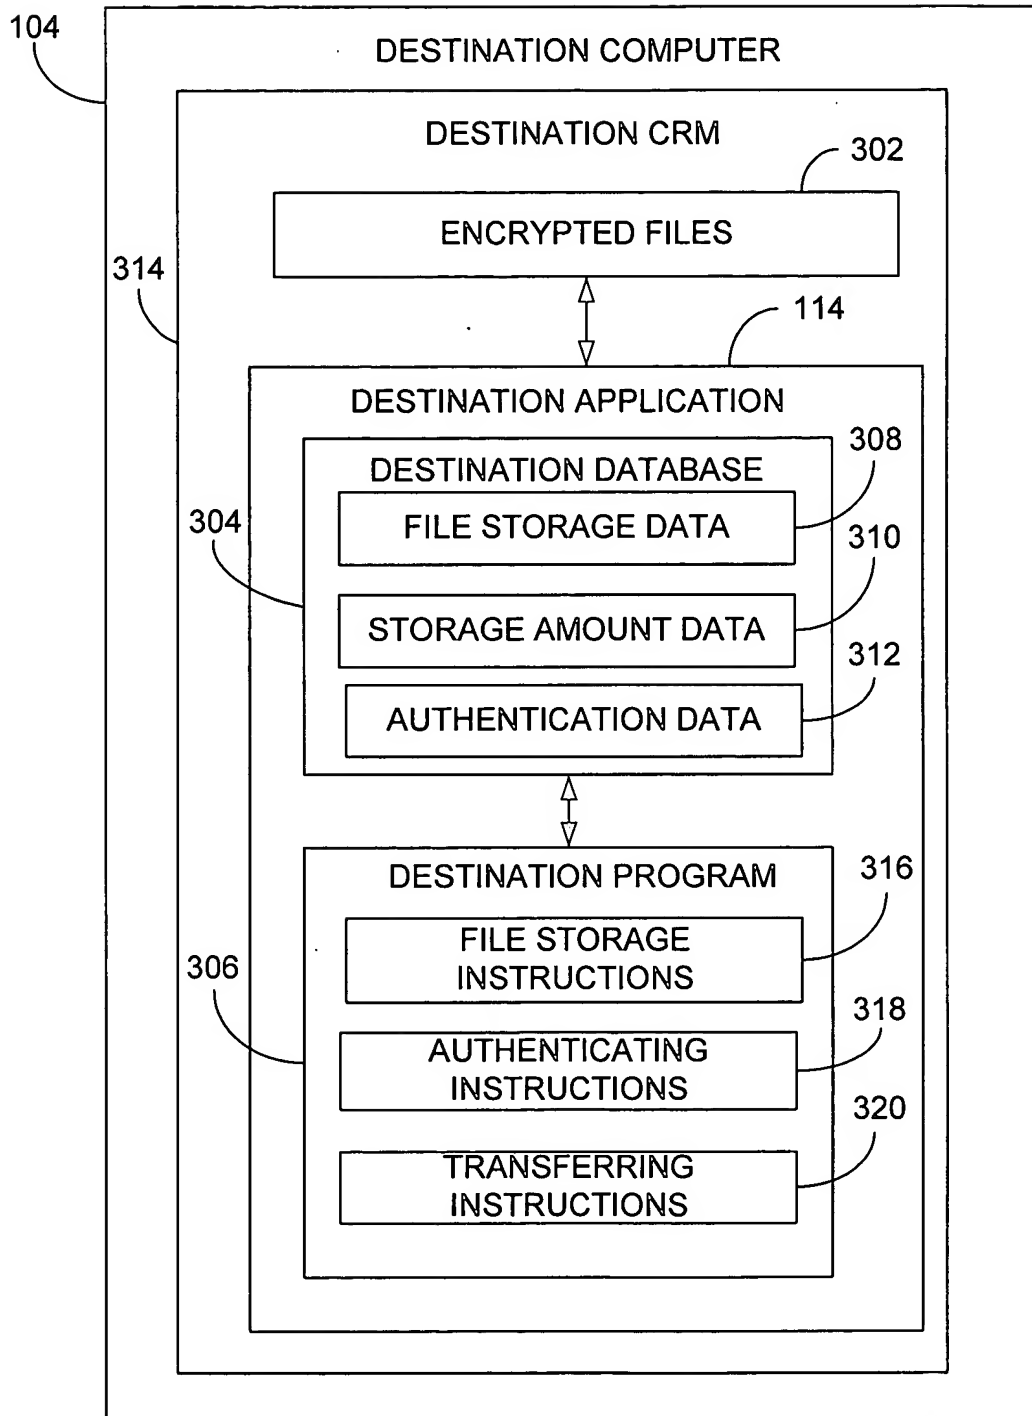 104
DESTINATION COMPUTER
DESTINATION CRM
302
ENCRYPTED FILES
314
114
DESTINATION APPLICATION
308
DESTINATION DATABASE
FILE STORAGE DATA
304
310
STORAGE AMOUNT DATA
312
AUTHENTICATION DATA
DESTINATION PROGRAM
316
FILE STORAGE
INSTRUCTIONS
306
318
AUTHENTICATING
INSTRUCTIONS
320
TRANSFERRING
INSTRUCTIONS